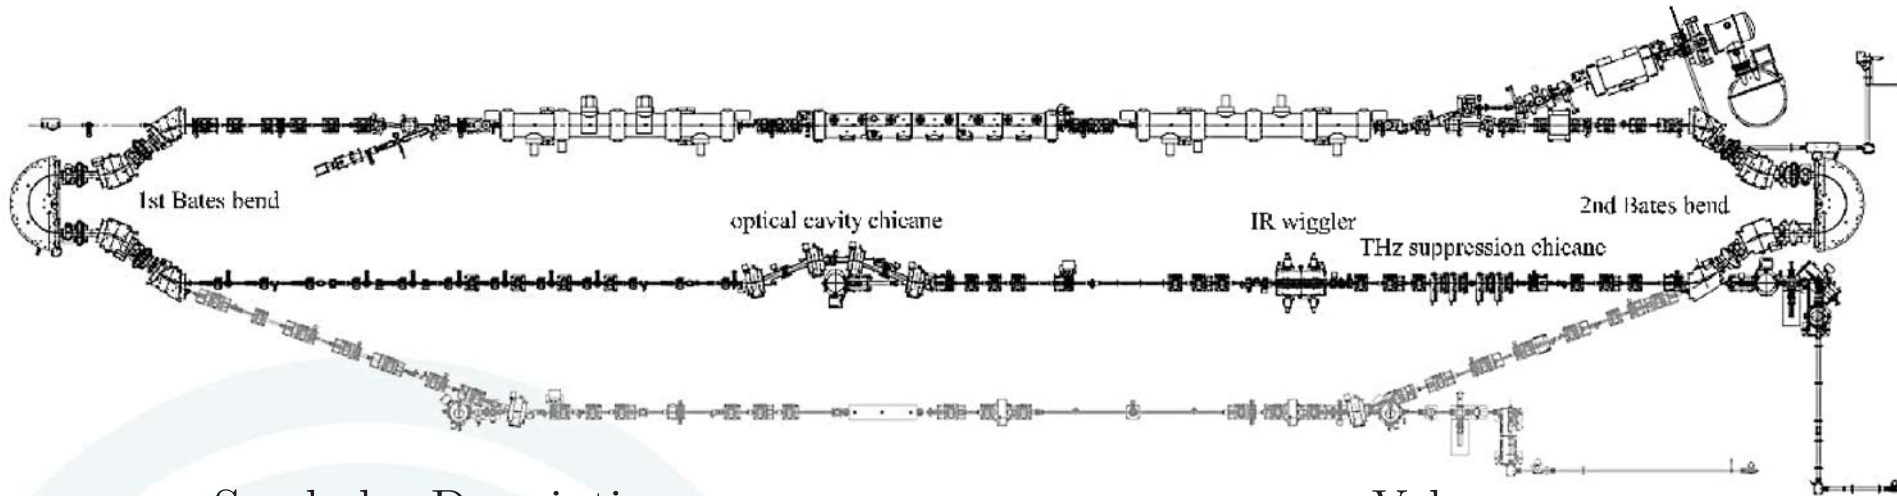 1st Bates bend
2nd Bates bend
optical cavity chicane
IR wiggler
THz suppression chicane